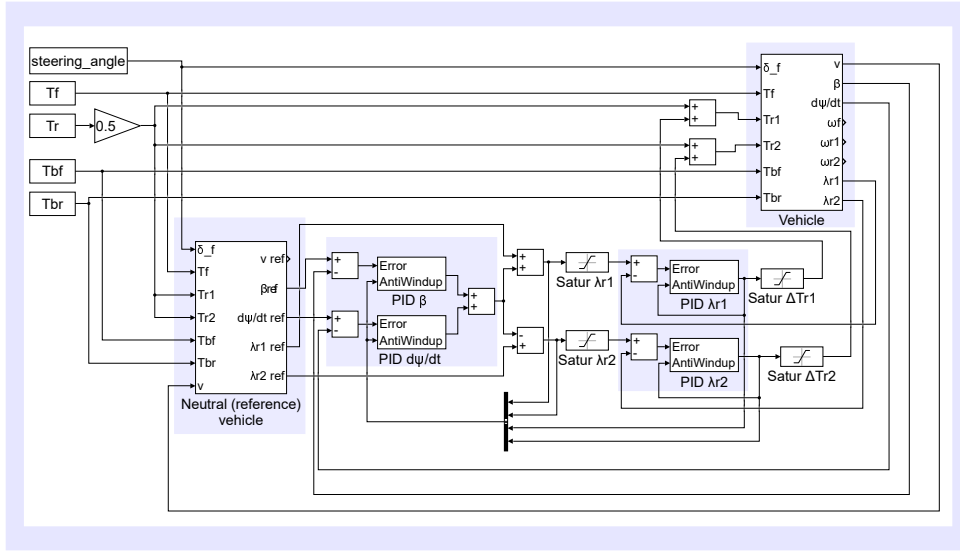 steering_angle
Tf
Tr
0.5
Tbf
Tbr
δ_f
Tf
Tr1
Tr2
Tbf
Tbr
v
β
dψ/dt
ωf
ωr1
ωr2
λr1
λr2
Vehicle
+
+
+
+
δ_f
Tf
Tr1
Tr2
Tbf
Tbr
v
v ref
βref
dψ/dt ref
λr1 ref
λr2 ref
Neutral (reference)
vehicle
+
-
Error
AntiWindup
PID β
+
-
Error
AntiWindup
PID dψ/dt
+
+
+
+
-
+
Satur λr1
Satur λr2
+
-
Error
AntiWindup
PID λr1
+
-
Error
AntiWindup
PID λr2
Satur ΔTr1
Satur ΔTr2